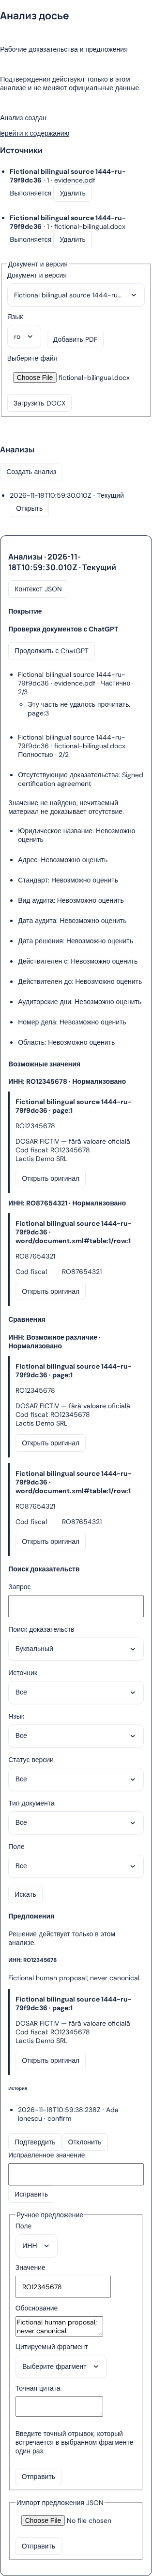 Анализ досье
Рабочие доказательства и предложения
Подтверждения действуют только в этом
анализе и не меняют официальные данные.
Анализ создан
ерейти к содержанию
Источники
Fictional bilingual source 1444-ru-
79f9dc36 · 1 · evidence.pdf
Выполняется Удалить
Fictional bilingual source 1444-ru-
79f9dc36 · 1 · fictional-bilingual.docx
Выполняется Удалить
Документ и версия
Документ и версия
Fictional bilingual source 1444-ru…
Язык
ro
Добавить PDF
Выберите файл
Choose File fictional-bilingual.docx
Загрузить DOCX
Анализы
Создать анализ
2026-11-18T10:59:30.010Z · Текущий
Открыть
Анализы · 2026-11-
18T10:59:30.010Z · Текущий
Контекст JSON
Покрытие
Проверка документов с ChatGPT
Продолжить с ChatGPT
Fictional bilingual source 1444-ru-
79f9dc36 · evidence.pdf · Частично ·
2/3
Эту часть не удалось прочитать.
page:3
Fictional bilingual source 1444-ru-
79f9dc36 · fictional-bilingual.docx ·
Полностью · 2/2
Отсутствующие доказательства: Signed
certification agreement
Значение не найдено; нечитаемый
материал не доказывает отсутствие.
Юридическое название: Невозможно
оценить
Адрес: Невозможно оценить
Стандарт: Невозможно оценить
Вид аудита: Невозможно оценить
Дата аудита: Невозможно оценить
Дата решения: Невозможно оценить
Действителен с: Невозможно оценить
Действителен до: Невозможно оценить
Аудиторские дни: Невозможно оценить
Номер дела: Невозможно оценить
Область: Невозможно оценить
Возможные значения
ИНН: RO12345678 · Нормализовано
Fictional bilingual source 1444-ru-
79f9dc36 · page:1
RO12345678
DOSAR FICTIV — fără valoare oficială
Cod fiscal: RO12345678
Lactis Demo SRL
Открыть оригинал
ИНН: RO87654321 · Нормализовано
Fictional bilingual source 1444-ru-
79f9dc36 ·
word/document.xml#table:1/row:1
RO87654321
Cod fiscal RO87654321
Открыть оригинал
Сравнения
ИНН: Возможное различие ·
Нормализовано
Fictional bilingual source 1444-ru-
79f9dc36 · page:1
RO12345678
DOSAR FICTIV — fără valoare oficială
Cod fiscal: RO12345678
Lactis Demo SRL
Открыть оригинал
Fictional bilingual source 1444-ru-
79f9dc36 ·
word/document.xml#table:1/row:1
RO87654321
Cod fiscal RO87654321
Открыть оригинал
Поиск доказательств
Запрос
Поиск доказательств
Буквальный
Источник
Все
Язык
Все
Статус версии
Все
Тип документа
Все
Поле
Все
Искать
Предложения
Решение действует только в этом
анализе.
ИНН: RO12345678
Fictional human proposal; never canonical.
Fictional bilingual source 1444-ru-
79f9dc36 · page:1
DOSAR FICTIV — fără valoare oficială
Cod fiscal: RO12345678
Lactis Demo SRL
Открыть оригинал
История
2026-11-18T10:59:38.238Z · Ada
Ionescu · confirm
Подтвердить Отклонить
Исправленное значение
Исправить
Ручное предложение
Поле
ИНН
Значение
RO12345678
Обоснование
Fictional human proposal;
never canonical.
Цитируемый фрагмент
Выберите фрагмент
Точная цитата
Введите точный отрывок, который
встречается в выбранном фрагменте
один раз.
Отправить
Импорт предложения JSON
Choose File No file chosen
Отправить